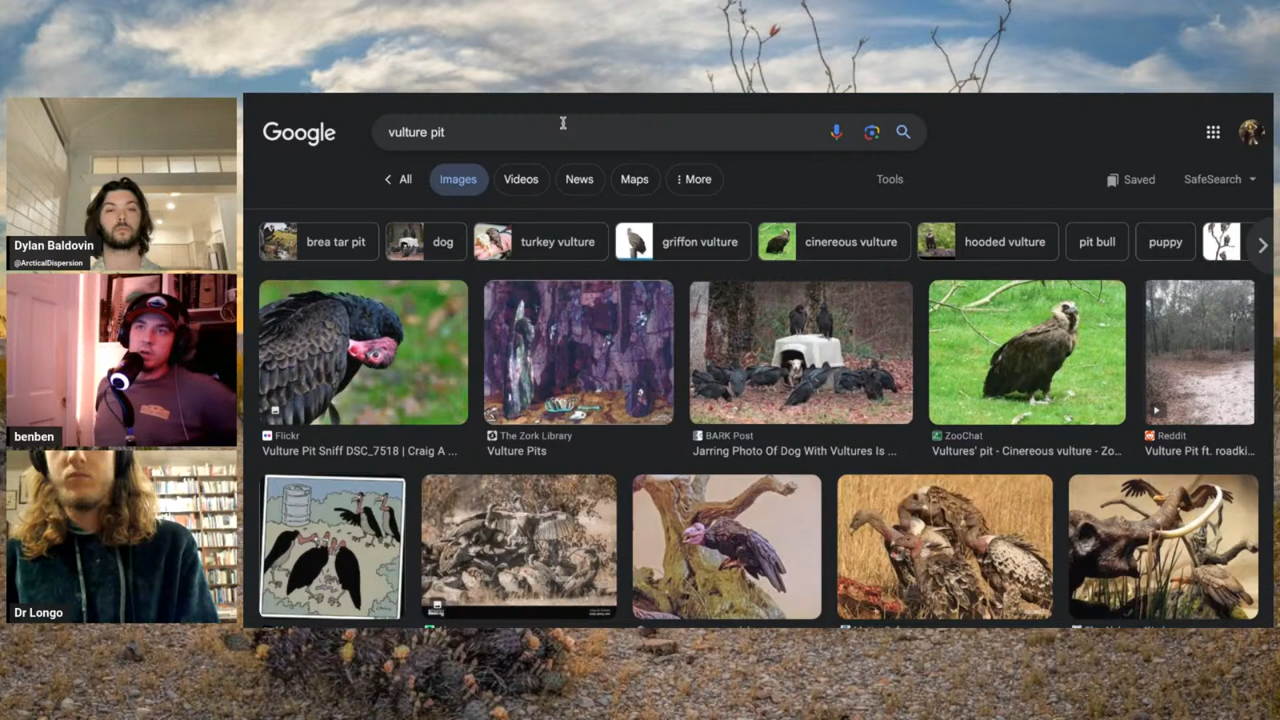 Dylan Baldovin
@ArcticalDispersion
benben
Dr Longo
Google
vulture pit
All
Images
Videos
News
Maps
More
Tools
Saved
SafeSearch
brea tar pit
dog
turkey vulture
griffon vulture
cinereous vulture
hooded vulture
pit bull
puppy
Flickr
Vulture Pit Sniff DSC_7518 | Craig A ...
The Zork Library
Vulture Pits
BARK Post
Jarring Photo Of Dog With Vultures Is ...
ZooChat
Vultures' pit - Cinereous vulture - Zo...
Reddit
Vulture Pit ft. roadki...